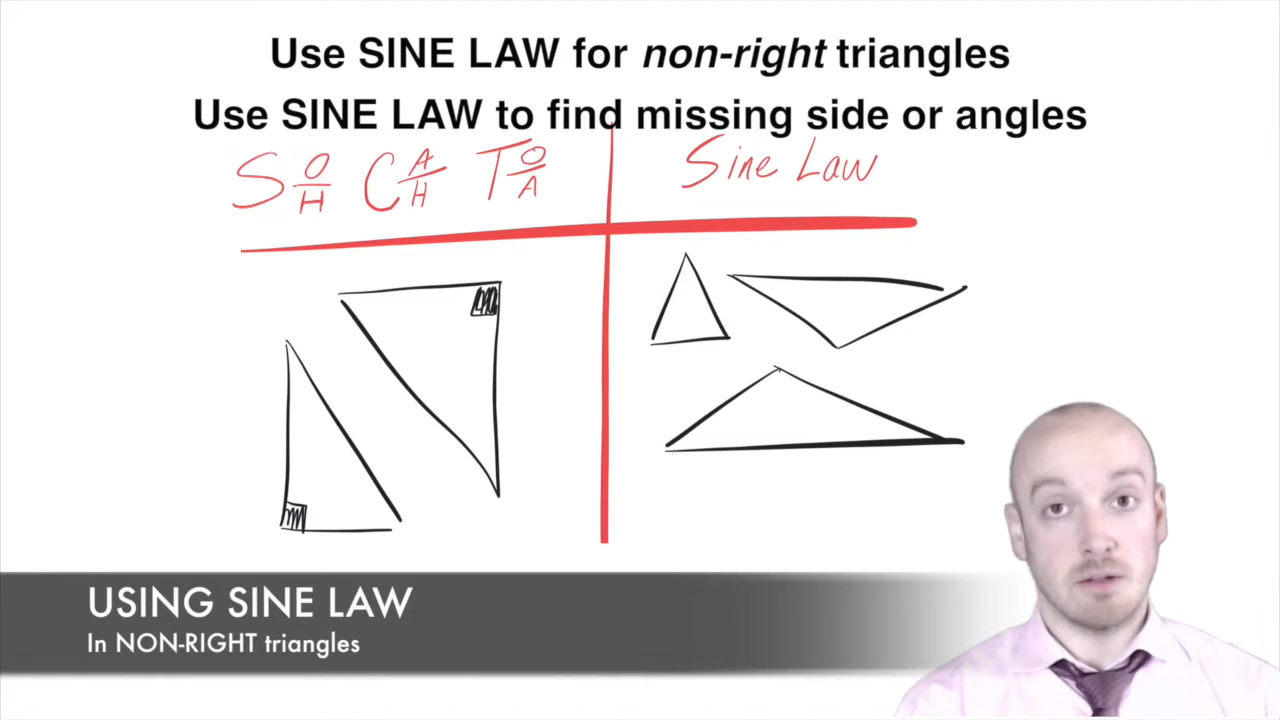 Use SINE LAW for non-right triangles
Use SINE LAW to find missing side or angles
S O/H C A/H T O/A
Sine Law
USING SINE LAW
In NON-RIGHT triangles